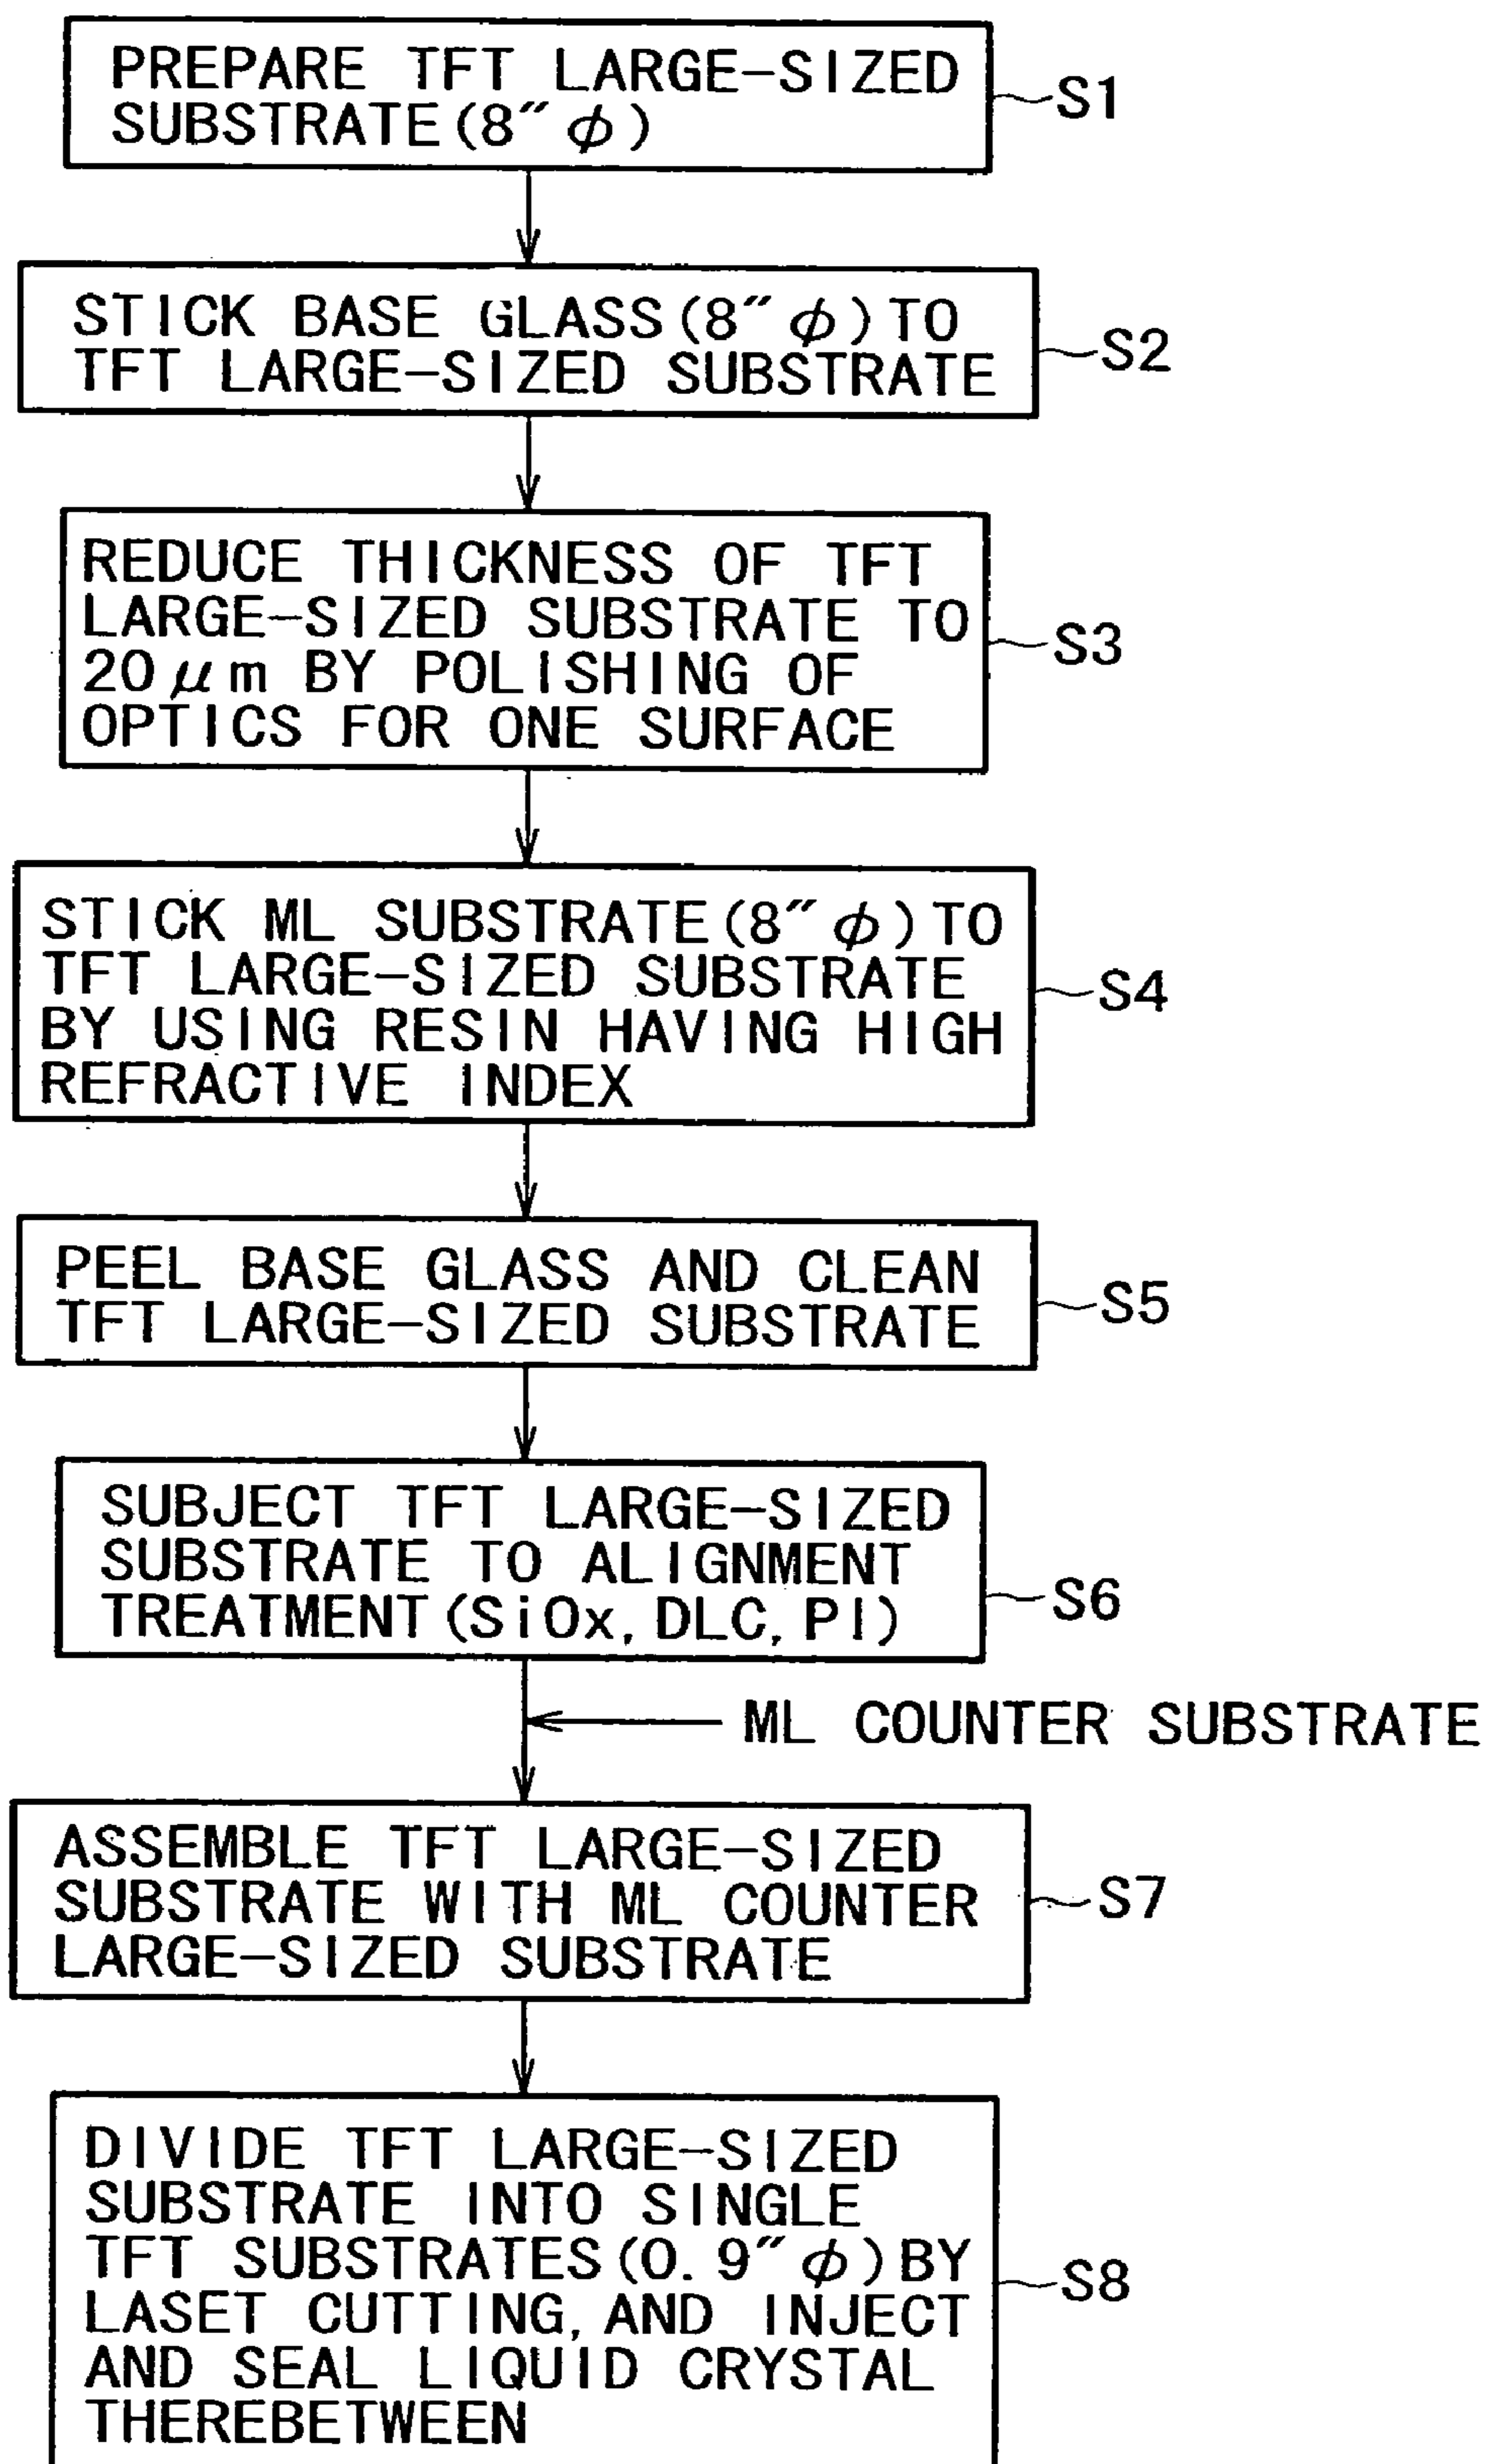 PREPARE TFT LARGE-SIZED
SUBSTRATE(8″φ)
S1
STICK BASE GLASS(8″φ)TO
TFT LARGE-SIZED SUBSTRATE
S2
REDUCE THICKNESS OF TFT
LARGE-SIZED SUBSTRATE TO
20μm BY POLISHING OF
OPTICS FOR ONE SURFACE
S3
STICK ML SUBSTRATE(8″φ)TO
TFT LARGE-SIZED SUBSTRATE
BY USING RESIN HAVING HIGH
REFRACTIVE INDEX
S4
PEEL BASE GLASS AND CLEAN
TFT LARGE-SIZED SUBSTRATE
S5
SUBJECT TFT LARGE-SIZED
SUBSTRATE TO ALIGNMENT
TREATMENT(SiOx, DLC, PI)
S6
ML COUNTER SUBSTRATE
ASSEMBLE TFT LARGE-SIZED
SUBSTRATE WITH ML COUNTER
LARGE-SIZED SUBSTRATE
S7
DIVIDE TFT LARGE-SIZED
SUBSTRATE INTO SINGLE
TFT SUBSTRATES(0.9″φ)BY
LASET CUTTING, AND INJECT
AND SEAL LIQUID CRYSTAL
THEREBETWEEN
S8